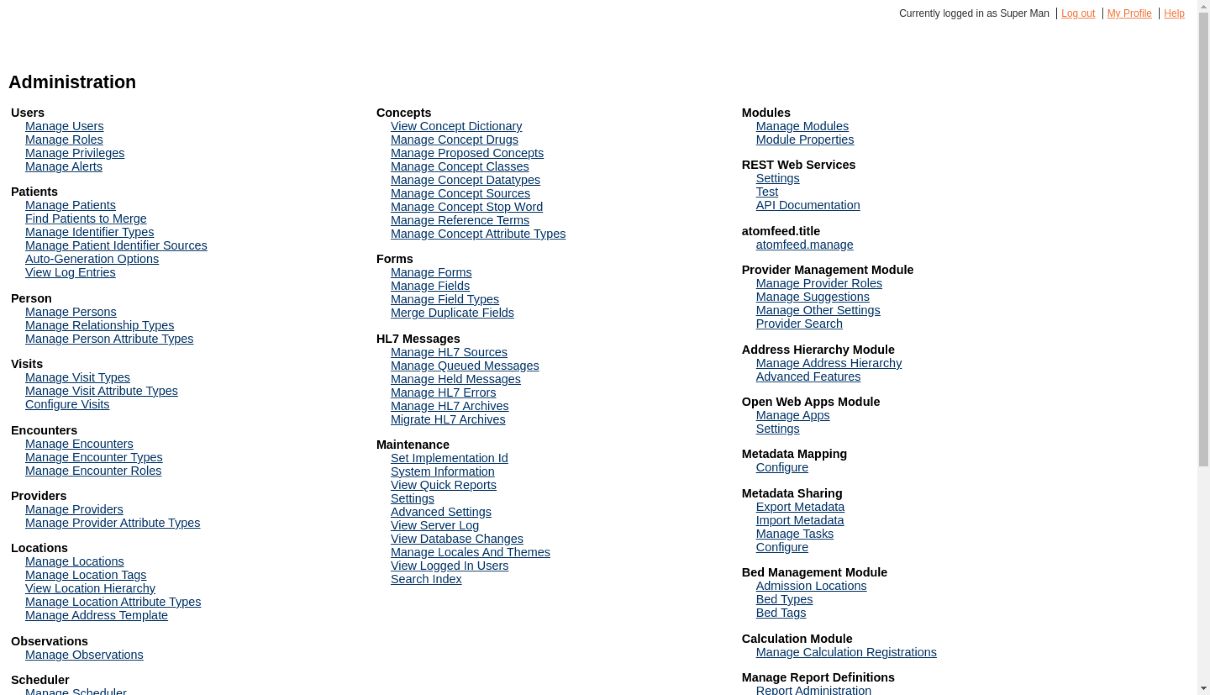 Currently logged in as Super Man | Log out | My Profile | Help
Administration
Users
Manage Users
Manage Roles
Manage Privileges
Manage Alerts
Patients
Manage Patients
Find Patients to Merge
Manage Identifier Types
Manage Patient Identifier Sources
Auto-Generation Options
View Log Entries
Person
Manage Persons
Manage Relationship Types
Manage Person Attribute Types
Visits
Manage Visit Types
Manage Visit Attribute Types
Configure Visits
Encounters
Manage Encounters
Manage Encounter Types
Manage Encounter Roles
Providers
Manage Providers
Manage Provider Attribute Types
Locations
Manage Locations
Manage Location Tags
View Location Hierarchy
Manage Location Attribute Types
Manage Address Template
Observations
Manage Observations
Scheduler
Manage Scheduler
Concepts
View Concept Dictionary
Manage Concept Drugs
Manage Proposed Concepts
Manage Concept Classes
Manage Concept Datatypes
Manage Concept Sources
Manage Concept Stop Word
Manage Reference Terms
Manage Concept Attribute Types
Forms
Manage Forms
Manage Fields
Manage Field Types
Merge Duplicate Fields
HL7 Messages
Manage HL7 Sources
Manage Queued Messages
Manage Held Messages
Manage HL7 Errors
Manage HL7 Archives
Migrate HL7 Archives
Maintenance
Set Implementation Id
System Information
View Quick Reports
Settings
Advanced Settings
View Server Log
View Database Changes
Manage Locales And Themes
View Logged In Users
Search Index
Modules
Manage Modules
Module Properties
REST Web Services
Settings
Test
API Documentation
atomfeed.title
atomfeed.manage
Provider Management Module
Manage Provider Roles
Manage Suggestions
Manage Other Settings
Provider Search
Address Hierarchy Module
Manage Address Hierarchy
Advanced Features
Open Web Apps Module
Manage Apps
Settings
Metadata Mapping
Configure
Metadata Sharing
Export Metadata
Import Metadata
Manage Tasks
Configure
Bed Management Module
Admission Locations
Bed Types
Bed Tags
Calculation Module
Manage Calculation Registrations
Manage Report Definitions
Report Administration